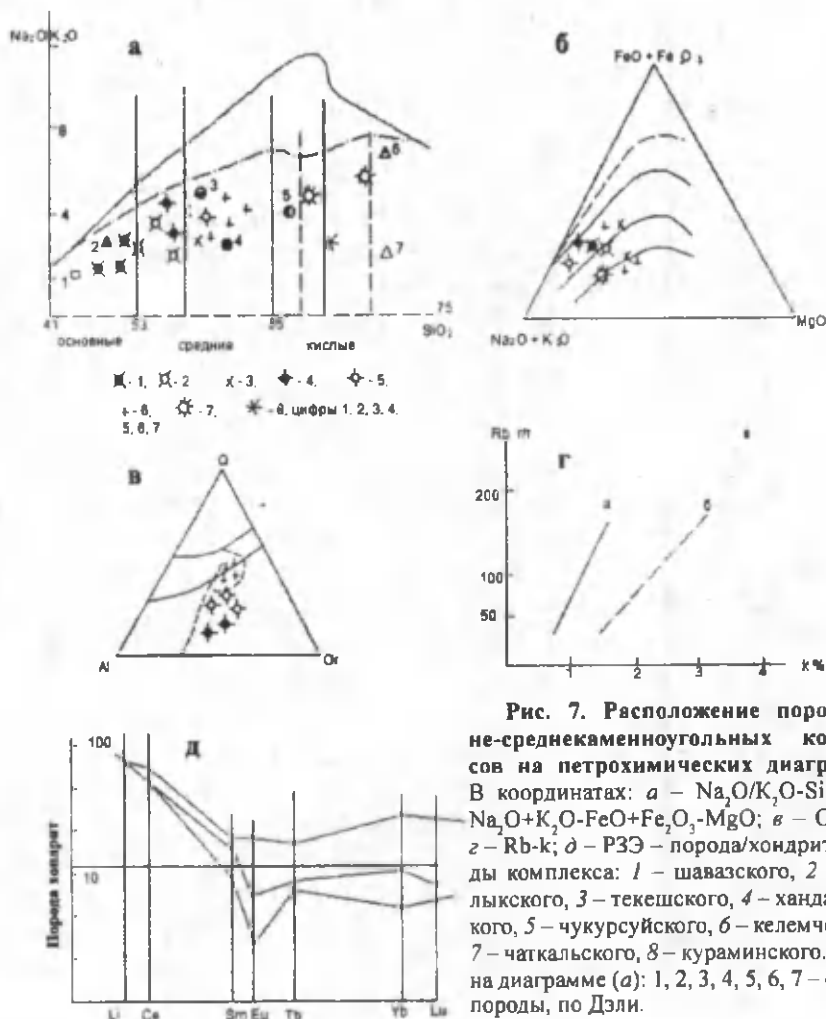 а
Na₂O K₂O
8
4
1
2
3
4
5
6
7
41
53
65
75
SiO₂
основные средние кислые
- 1, - 2 x - 3, - 4, - 5,
+ - 6, - 7, - 8, цифры 1, 2, 3, 4,
5, 6, 7
б
FeO + Fe₂O₃
Na₂O + K₂O
MgO
в
Q
Or
г
200
100
50
а
б
1 2 3 4 к%
д
100
10
Порода хондрит
Ce Sm Eu Tb Yb Lu
Рис. 7. Расположение поро
не-среднекаменноугольных ко
сов на петрохимических диагр
В координатах: а – Na₂O/K₂O-Si
Na₂O+K₂O-FeO+Fe₂O₃-MgO; в – 
г – Rb-k; д – РЗЭ – порода/хондрит
ды комплекса: 1 – шавазского, 2
лыкского, 3 – текешского, 4 – ханда
кого, 5 – чукурсуйского, 6 – келемч
7 – чаткальского, 8 – кураминского.
на диаграмме (а): 1, 2, 3, 4, 5, 6, 7 –
породы, по Дэли.